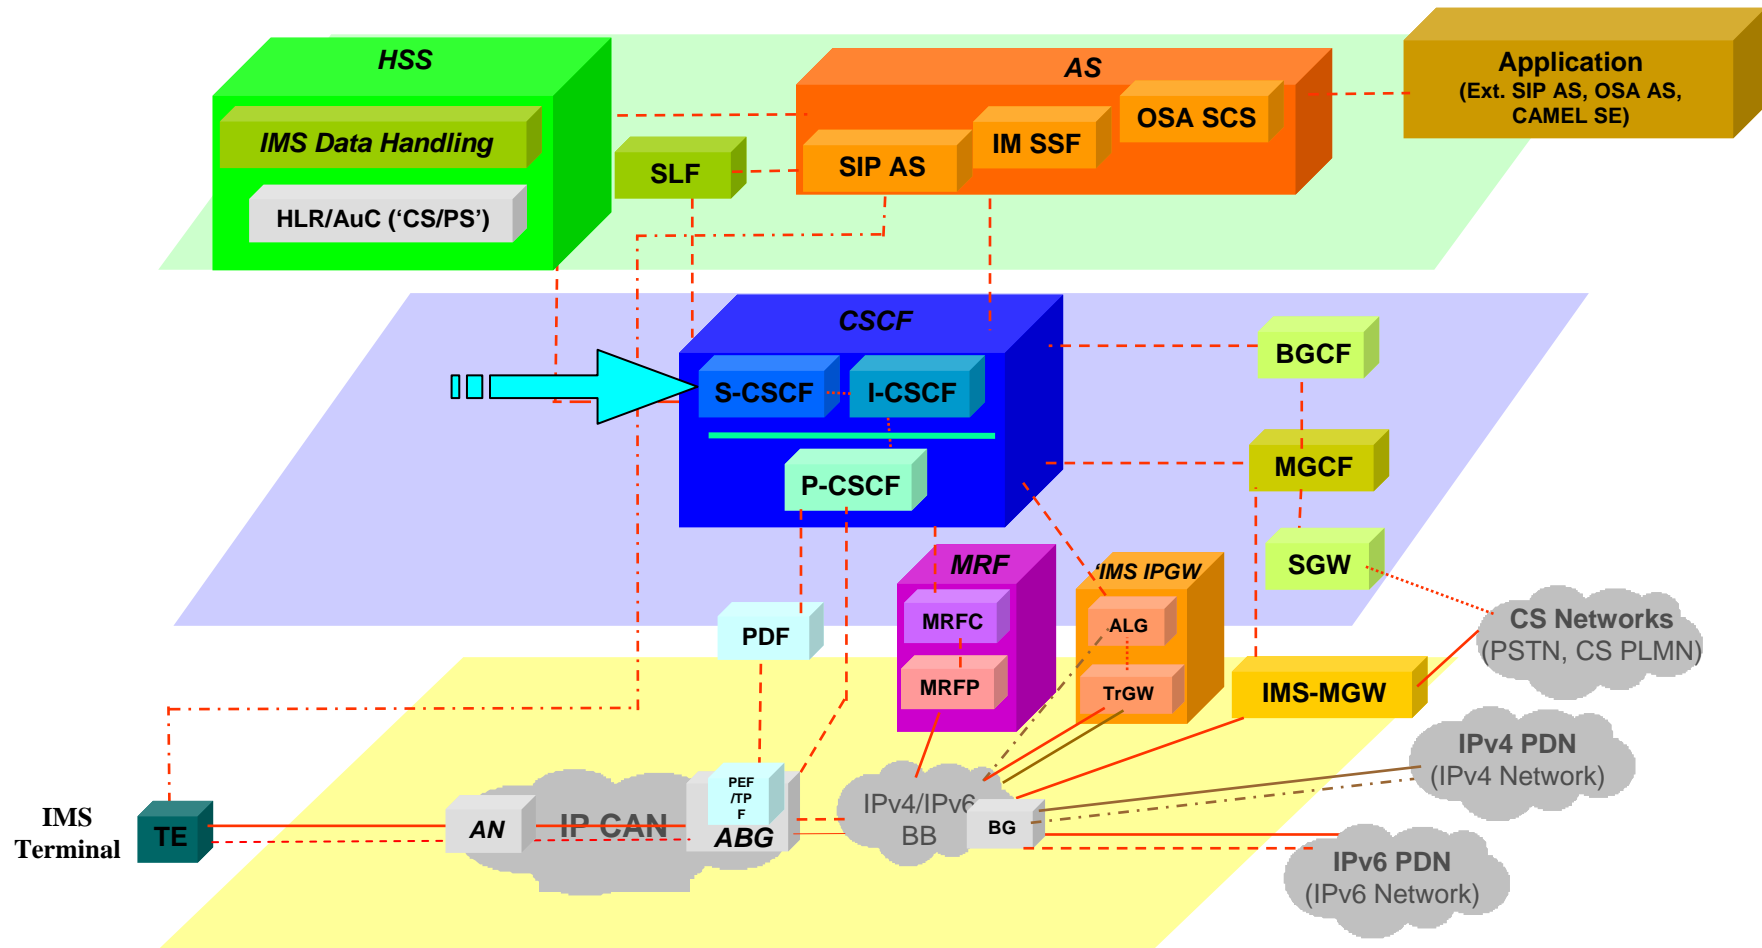 HSS
IMS Data Handling
HLR/AuC (‘CS/PS’)
SLF
AS
SIP AS
IM SSF
OSA SCS
Application
(Ext. SIP AS, OSA AS,
CAMEL SE)
CSCF
S-CSCF
I-CSCF
P-CSCF
BGCF
MGCF
SGW
PDF
MRF
MRFC
MRFP
‘IMS IPGW
ALG
TrGW
IMS-MGW
CS Networks
(PSTN, CS PLMN)
IPv4 PDN
(IPv4 Network)
IPv6 PDN
(IPv6 Network)
IMS
Terminal
TE
AN
IP CAN
PEF
/TP
F
ABG
IPv4/IPv6
BB
BG